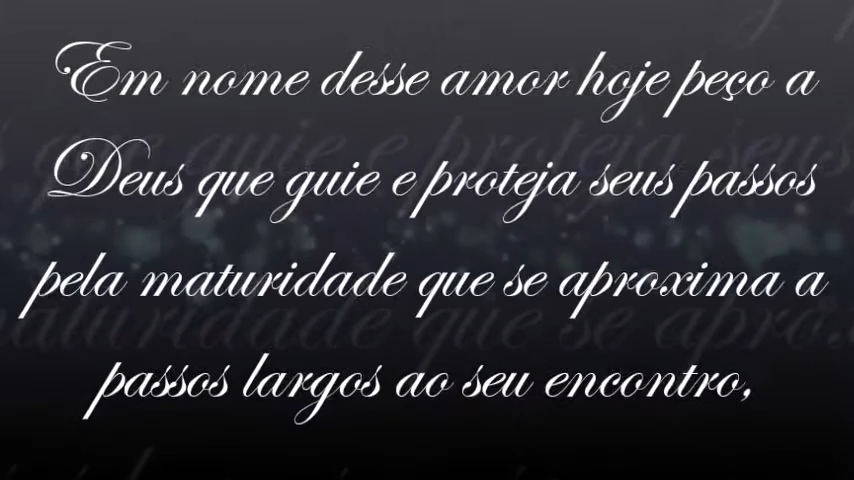 Em nome desse amor hoje peço a
Deus que guie e proteja seus passos
pela maturidade que se aproxima a
passos largos ao seu encontro,